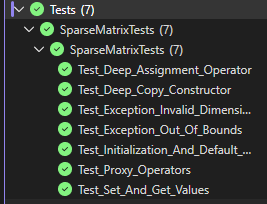 Tests (7)
SparseMatrixTests (7)
SparseMatrixTests (7)
Test_Deep_Assignment_Operator
Test_Deep_Copy_Constructor
Test_Exception_Invalid_Dimensi...
Test_Exception_Out_Of_Bounds
Test_Initialization_And_Default_...
Test_Proxy_Operators
Test_Set_And_Get_Values